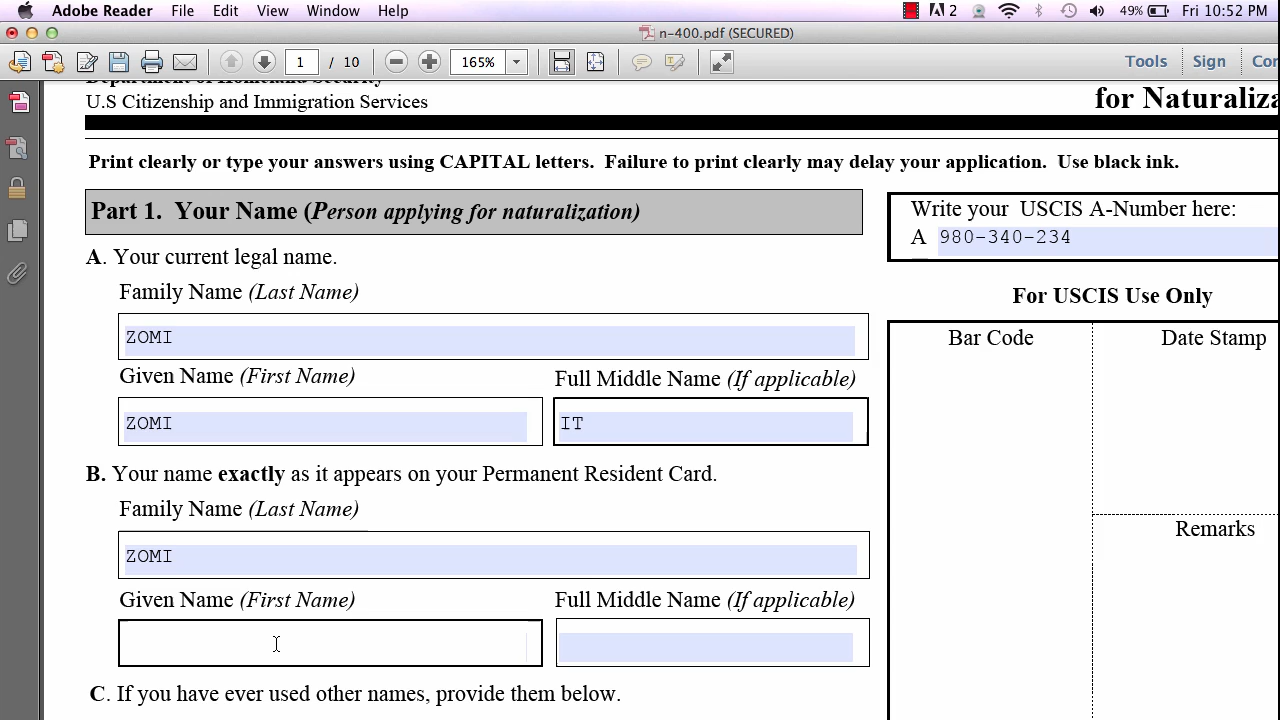 Adobe Reader File Edit View Window Help 2 49% Fri 10:52 PM
n-400.pdf (SECURED)
1 / 10 165% Tools Sign
Department of Homeland Security
U.S Citizenship and Immigration Services
for
Print clearly or type your answers using CAPITAL letters. Failure to print clearly may delay your application. Use black ink.
Part 1. Your Name (Person applying for naturalization)
Write your USCIS A-Number here:
A 980-340-234
A. Your current legal name.
Family Name (Last Name)
ZOMI
Given Name (First Name) Full Middle Name (If applicable)
ZOMI IT
B. Your name exactly as it appears on your Permanent Resident Card.
Family Name (Last Name)
ZOMI
Given Name (First Name) Full Middle Name (If applicable)
C. If you have ever used other names, provide them below.
For USCIS Use Only
Bar Code Date Stamp
Remarks